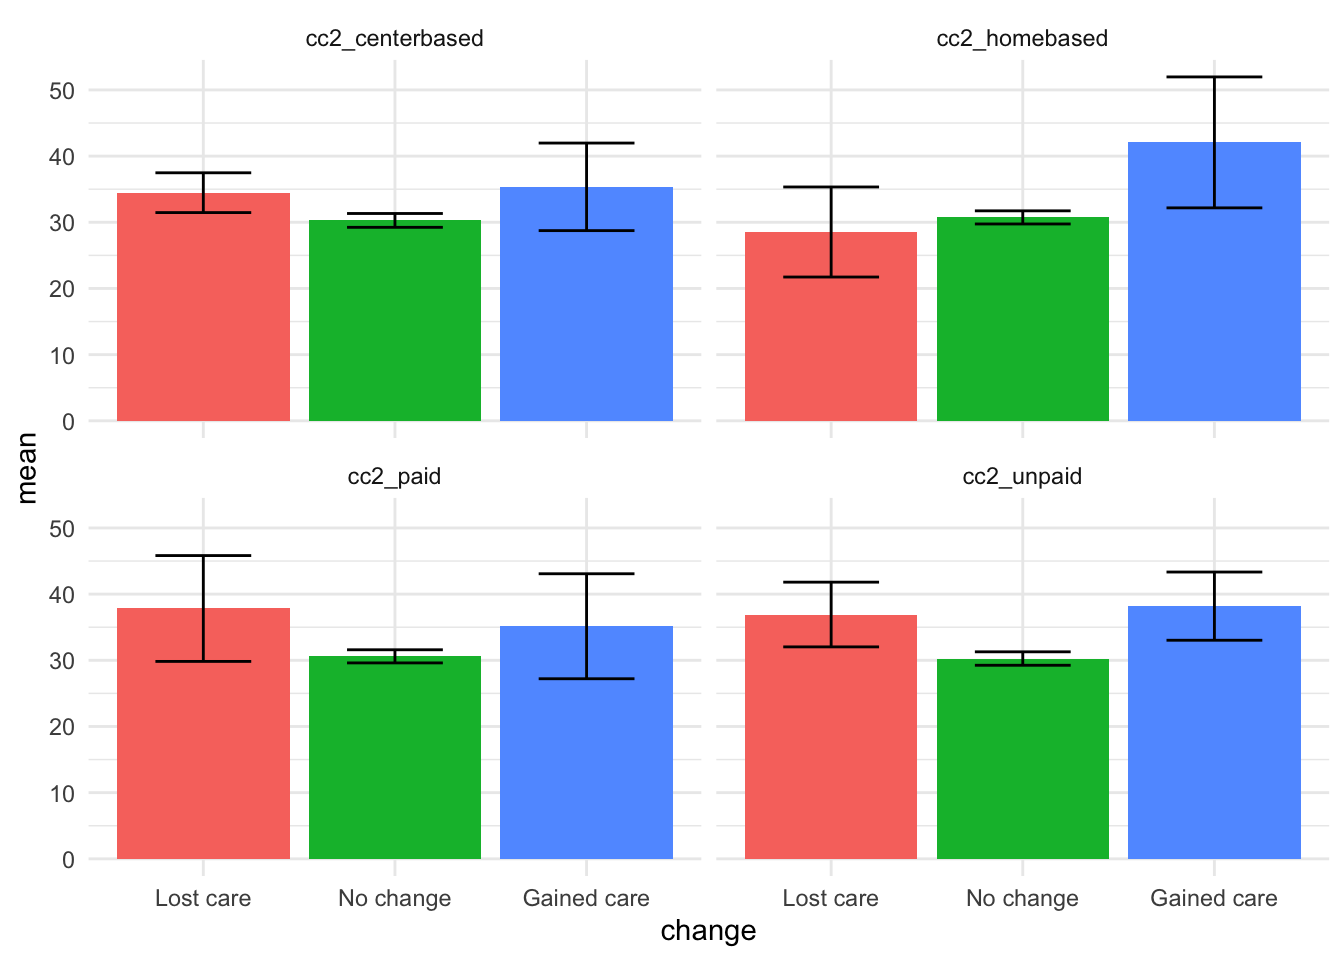 cc2_centerbased
cc2_homebased
50
40
30
20
10
0
mean
cc2_paid
cc2_unpaid
50
40
30
20
10
0
Lost care
No change
Gained care
Lost care
No change
Gained care
change